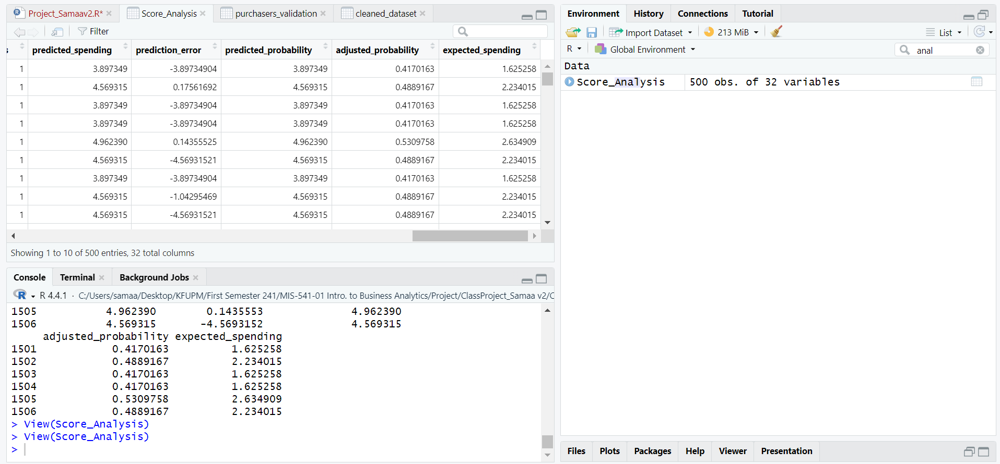 Project_Samaav2.R* Score_Analysis purchasers_validation cleaned_dataset
Filter
s predicted_spending prediction_error predicted_probability adjusted_probability expected_spending
1 3.897349 -3.89734904 3.897349 0.4170163 1.625258
1 4.569315 0.17561692 4.569315 0.4889167 2.234015
1 3.897349 -3.89734904 3.897349 0.4170163 1.625258
1 3.897349 -3.89734904 3.897349 0.4170163 1.625258
1 4.962390 0.14355525 4.962390 0.5309758 2.634909
1 4.569315 -4.56931521 4.569315 0.4889167 2.234015
1 3.897349 -3.89734904 3.897349 0.4170163 1.625258
1 4.569315 -1.04295469 4.569315 0.4889167 2.234015
1 4.569315 -4.56931521 4.569315 0.4889167 2.234015
Showing 1 to 10 of 500 entries, 32 total columns
Console Terminal Background Jobs
R 4.4.1 · C:/Users/samaa/Desktop/KFUPM/First Semester 241/MIS-541-01 Intro. to Business Analytics/Project/ClassProject_Samaa v2/C
1505 4.962390 0.1435553 4.962390
1506 4.569315 -4.5693152 4.569315
adjusted_probability expected_spending
1501 0.4170163 1.625258
1502 0.4889167 2.234015
1503 0.4170163 1.625258
1504 0.4170163 1.625258
1505 0.5309758 2.634909
1506 0.4889167 2.234015
> View(Score_Analysis)
> View(Score_Analysis)
>
Environment History Connections Tutorial
Import Dataset 213 MiB List
R Global Environment anal
Data
Score_Analysis 500 obs. of 32 variables
Files Plots Packages Help Viewer Presentation